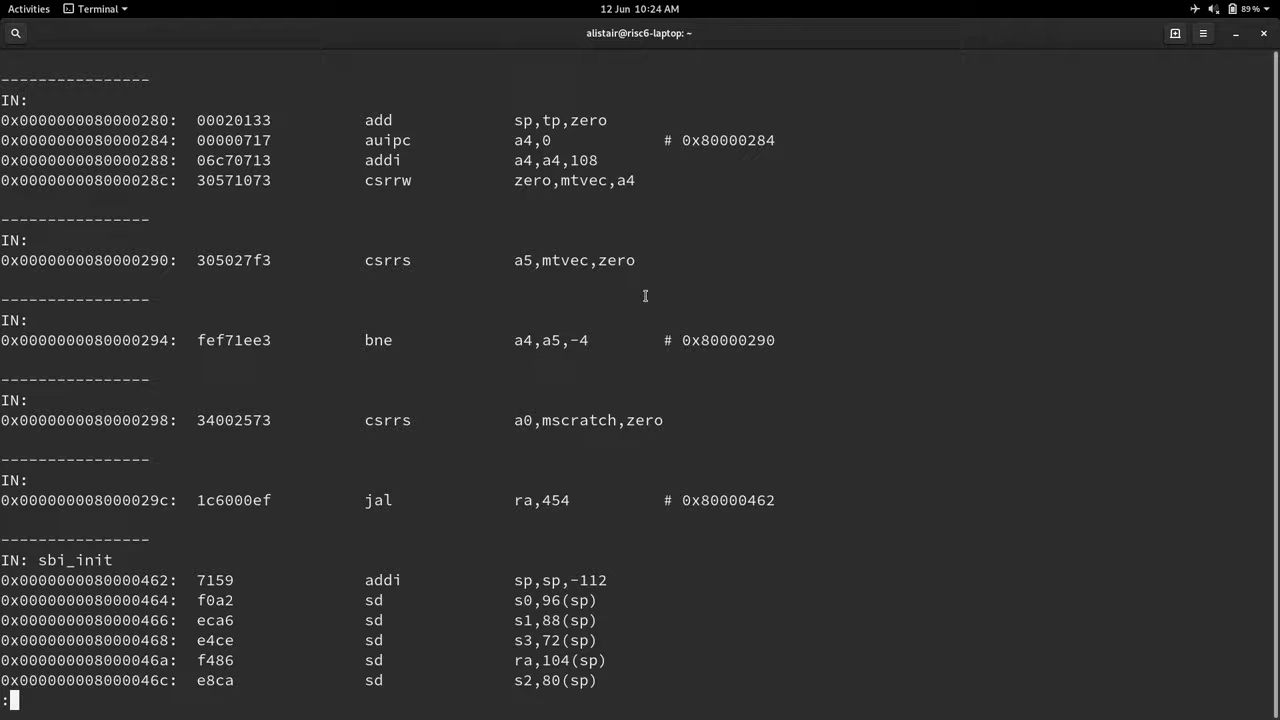 Activities Terminal 12 Jun 10:24 AM 89%
alistair@risc6-laptop: ~
----------------
IN:
0x0000000080000280: 00020133 add sp,tp,zero
0x0000000080000284: 00000717 auipc a4,0 # 0x80000284
0x0000000080000288: 06c70713 addi a4,a4,108
0x000000008000028c: 30571073 csrrw zero,mtvec,a4
----------------
IN:
0x0000000080000290: 305027f3 csrrs a5,mtvec,zero
----------------
IN:
0x0000000080000294: fef71ee3 bne a4,a5,-4 # 0x80000290
----------------
IN:
0x0000000080000298: 34002573 csrrs a0,mscratch,zero
----------------
IN:
0x000000008000029c: 1c6000ef jal ra,454 # 0x80000462
----------------
IN: sbi_init
0x0000000080000462: 7159 addi sp,sp,-112
0x0000000080000464: f0a2 sd s0,96(sp)
0x0000000080000466: eca6 sd s1,88(sp)
0x0000000080000468: e4ce sd s3,72(sp)
0x000000008000046a: f486 sd ra,104(sp)
0x000000008000046c: e8ca sd s2,80(sp)
: